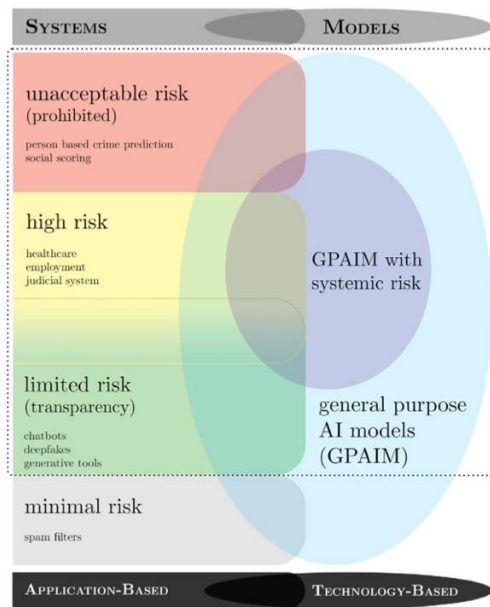 SYSTEMS
MODELS
unacceptable risk
(prohibited)
person based crime prediction
social scoring
high risk
healthcare
employment
judicial system
GPAIM with
systemic risk
limited risk
(transparency)
chatbots
deepfakes
generative tools
general purpose
AI models
(GPAIM)
minimal risk
spam filters
APPLICATION-BASED
TECHNOLOGY-BASED